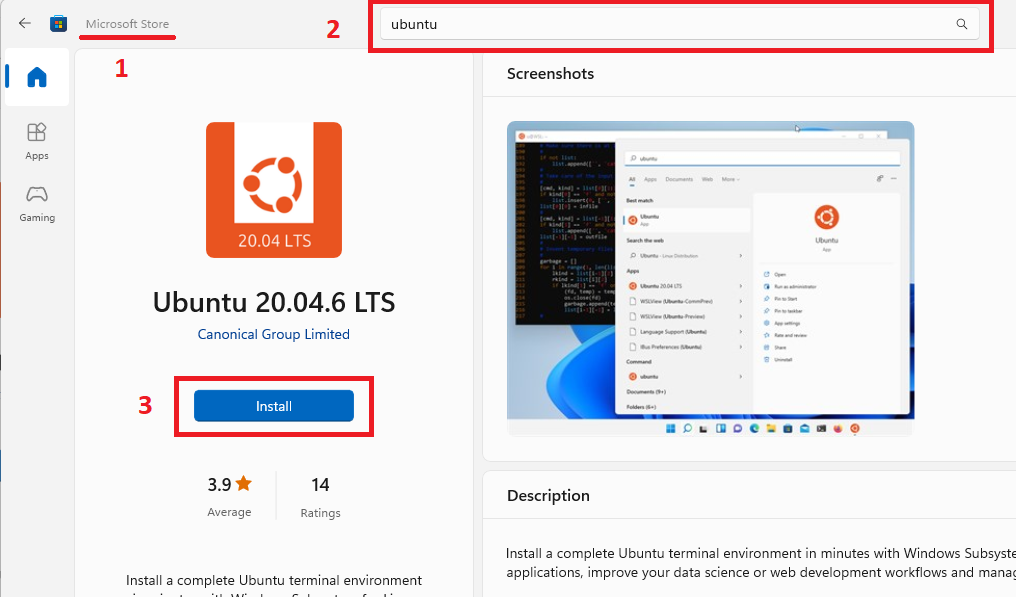 Microsoft Store
2
ubuntu
1
Apps
Gaming
20.04 LTS
Ubuntu 20.04.6 LTS
Canonical Group Limited
3
Install
3.9
Average
14
Ratings
Install a complete Ubuntu terminal environment
Screenshots
ubuntu
All Apps Documents Web More
Best match
Ubuntu
App
Search the web
Ubuntu - Linux Distribution
Apps
Ubuntu 20.04 LTS
WSLView (Ubuntu-CommPrev)
WSLView (Ubuntu-Preview)
Language Support (Ubuntu)
IBus Preferences (Ubuntu)
Command
ubuntu
Documents (9+)
Folders (6+)
Ubuntu
App
Open
Run as administrator
Pin to Start
Pin to taskbar
App settings
Rate and review
Share
Uninstall
Description
Install a complete Ubuntu terminal environment in minutes with Windows Subsyste
applications, improve your data science or web development workflows and manag